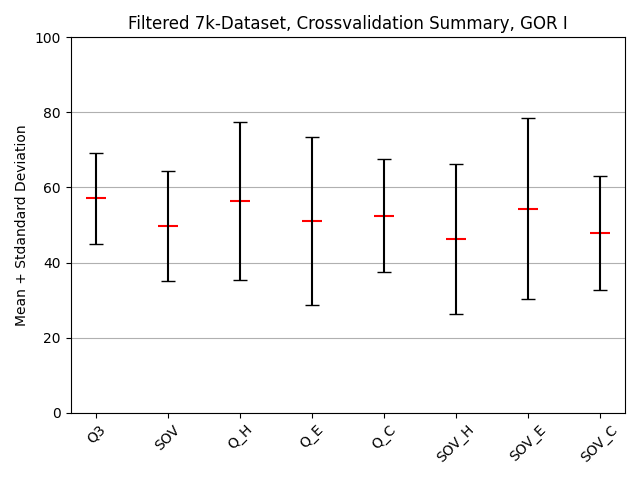 Filtered 7k-Dataset, Crossvalidation Summary, GOR I
Mean + Stdandard Deviation
100
80
60
40
20
0
Q3
SOV
Q_H
Q_E
Q_C
SOV_H
SOV_E
SOV_C